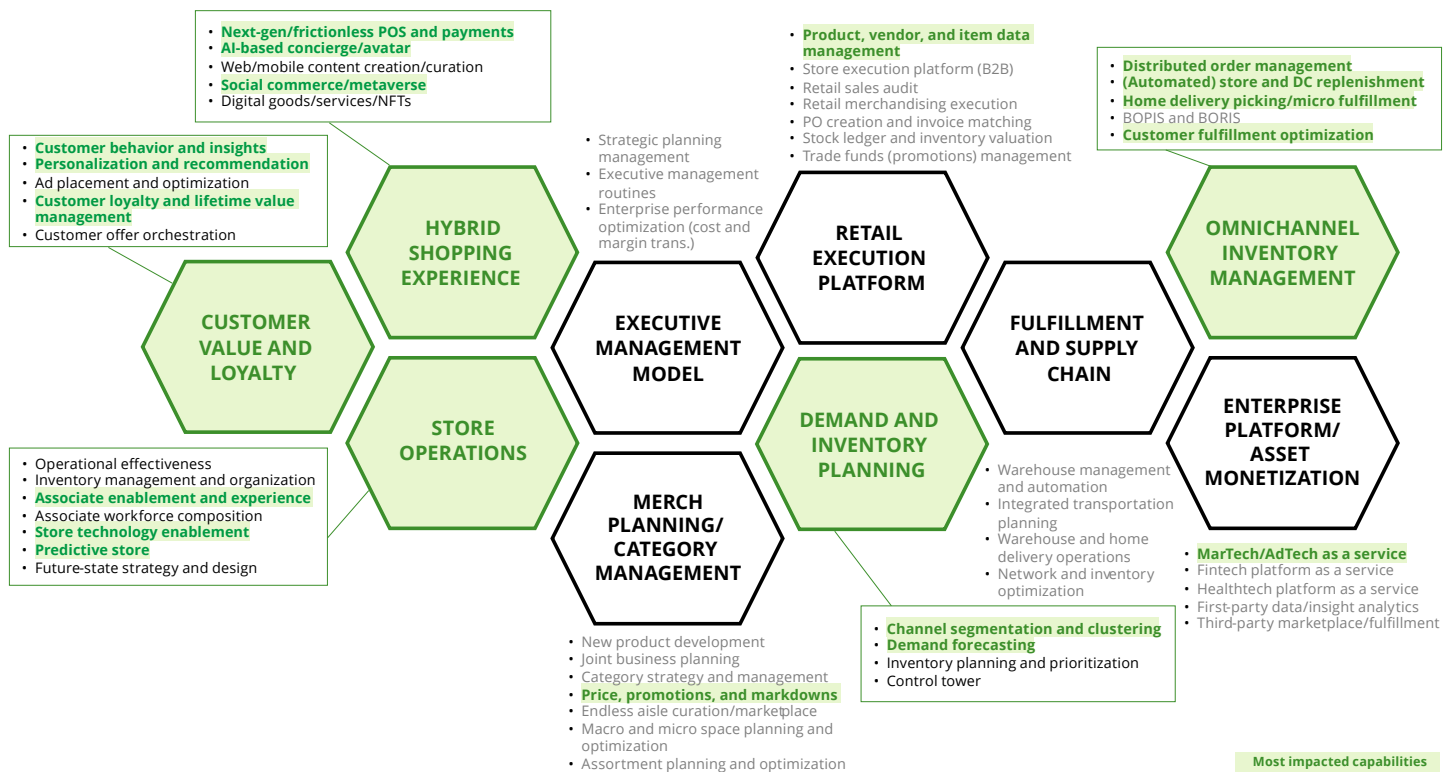 • Next-gen/frictionless POS and payments
• AI-based concierge/avatar
• Web/mobile content creation/curation
• Social commerce/metaverse
• Digital goods/services/NFTs
• Product, vendor, and item data
management
• Store execution platform (B2B)
• Retail sales audit
• Retail merchandising execution
• PO creation and invoice matching
• Stock ledger and inventory valuation
• Trade funds (promotions) management
• Distributed order management
• (Automated) store and DC replenishment
• Home delivery picking/micro fulfillment
• BOPIS and BORIS
• Customer fulfillment optimization
• Customer behavior and insights
• Personalization and recommendation
• Ad placement and optimization
• Customer loyalty and lifetime value
management
• Customer offer orchestration
• Strategic planning
management
• Executive management
routines
• Enterprise performance
optimization (cost and
margin trans.)
HYBRID
SHOPPING
EXPERIENCE
RETAIL
EXECUTION
PLATFORM
OMNICHANNEL
INVENTORY
MANAGEMENT
CUSTOMER
VALUE AND
LOYALTY
EXECUTIVE
MANAGEMENT
MODEL
FULFILLMENT
AND SUPPLY
CHAIN
STORE
OPERATIONS
DEMAND AND
INVENTORY
PLANNING
ENTERPRISE
PLATFORM/
ASSET
MONETIZATION
MERCH
PLANNING/
CATEGORY
MANAGEMENT
• Operational effectiveness
• Inventory management and organization
• Associate enablement and experience
• Associate workforce composition
• Store technology enablement
• Predictive store
• Future-state strategy and design
• Warehouse management
and automation
• Integrated transportation
planning
• Warehouse and home
delivery operations
• Network and inventory
optimization
• MarTech/AdTech as a service
• Fintech platform as a service
• Healthtech platform as a service
• First-party data/insight analytics
• Third-party marketplace/fulfillment
• Channel segmentation and clustering
• Demand forecasting
• Inventory planning and prioritization
• Control tower
• New product development
• Joint business planning
• Category strategy and management
• Price, promotions, and markdowns
• Endless aisle curation/marketplace
• Macro and micro space planning and
optimization
• Assortment planning and optimization
Most impacted capabilities